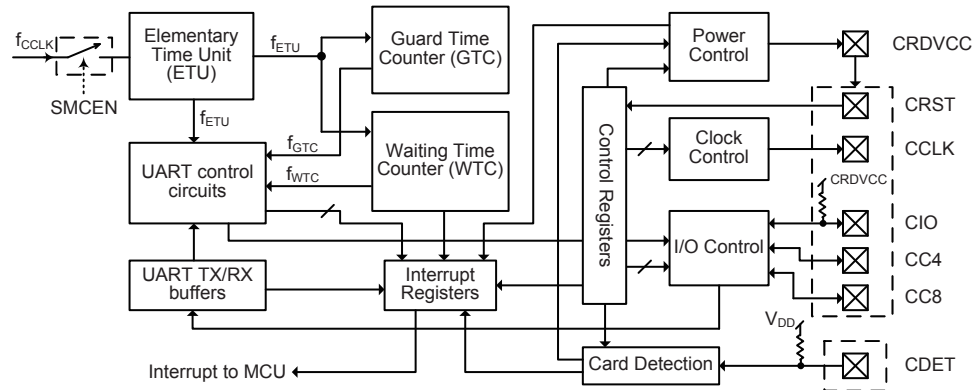 fCCLK
SMCEN
Elementary
Time Unit
(ETU)
fETU
fETU
Guard Time
Counter (GTC)
fGTC
fWTC
Waiting Time
Counter (WTC)
UART control
circuits
UART TX/RX
buffers
Interrupt
Registers
Interrupt to MCU
Control Registers
Power
Control
Clock
Control
I/O Control
Card Detection
CRDVCC
CRST
CCLK
CRDVCC
CIO
CC4
CC8
VDD
CDET